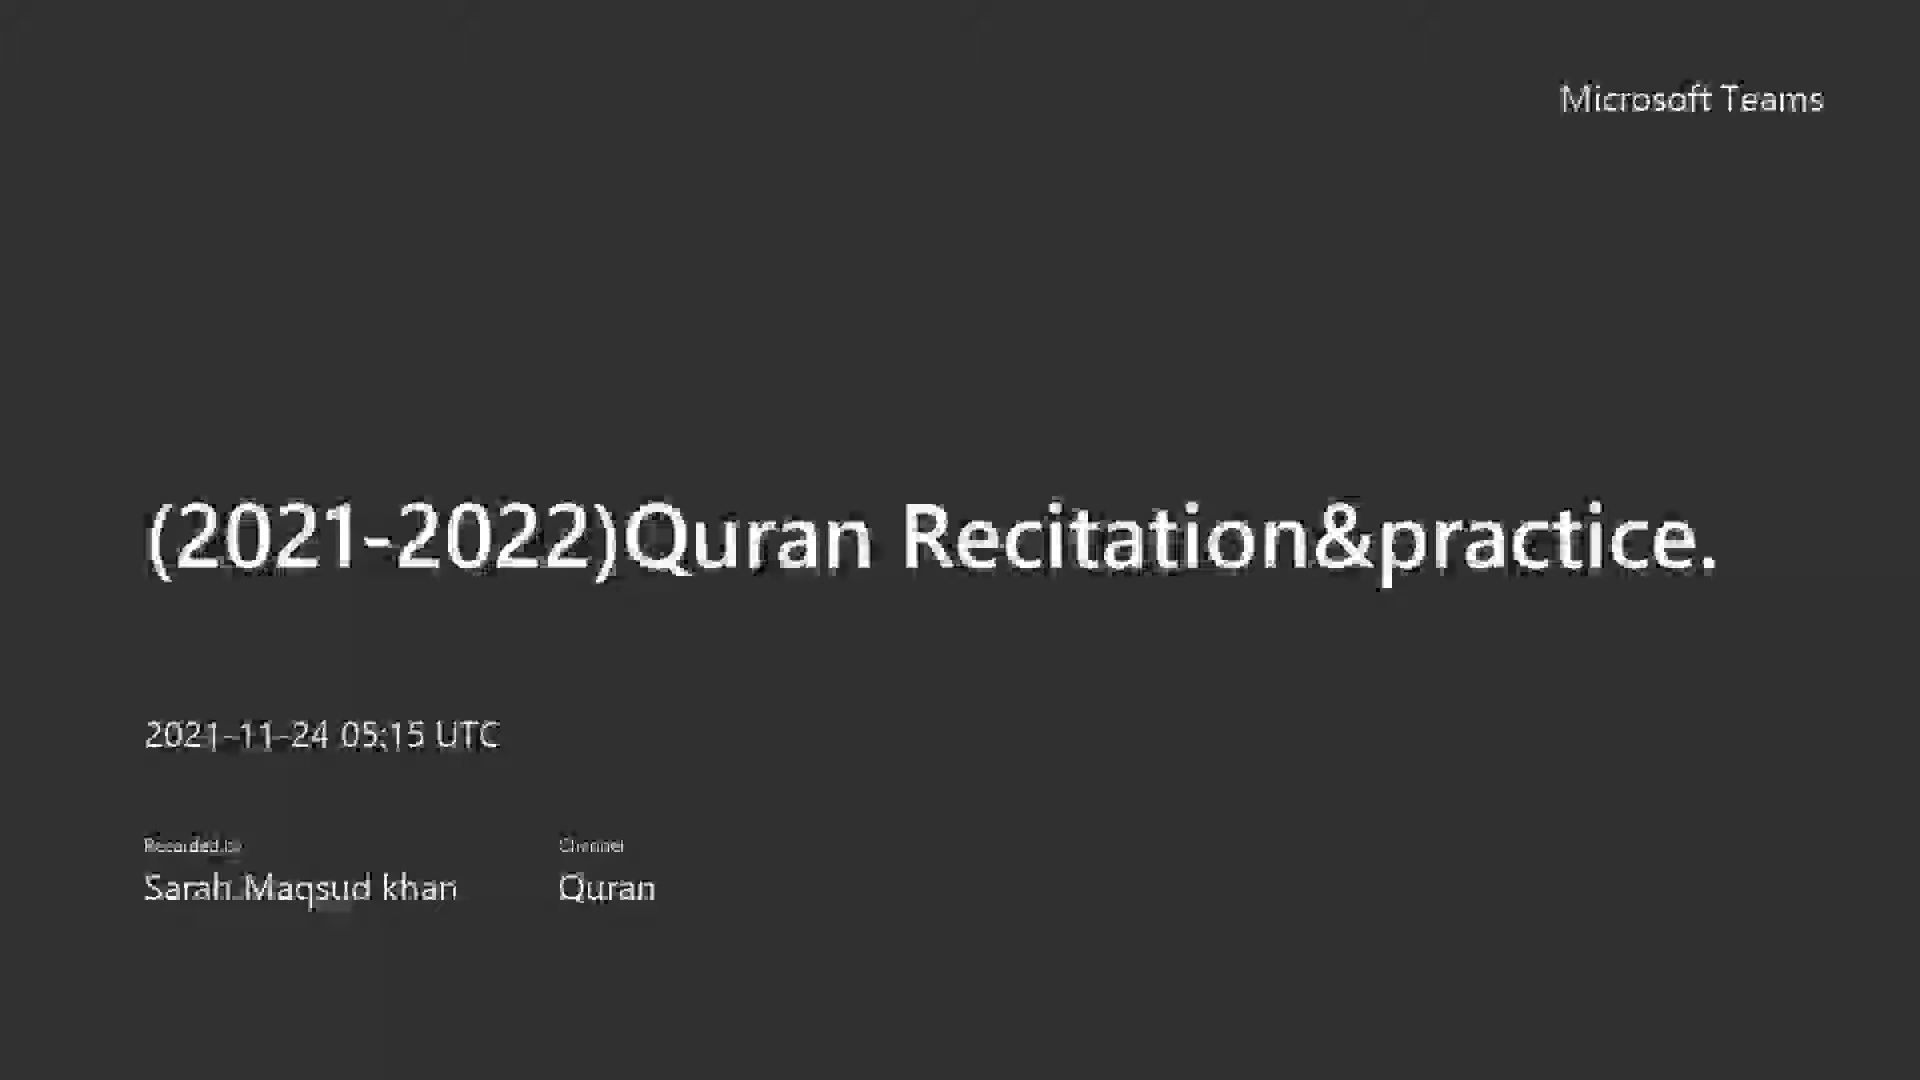 Microsoft Teams
(2021-2022)Quran Recitation&practice.
2021-11-24 05:15 UTC
Recorded by Channel
Sarah Maqsud khan Quran